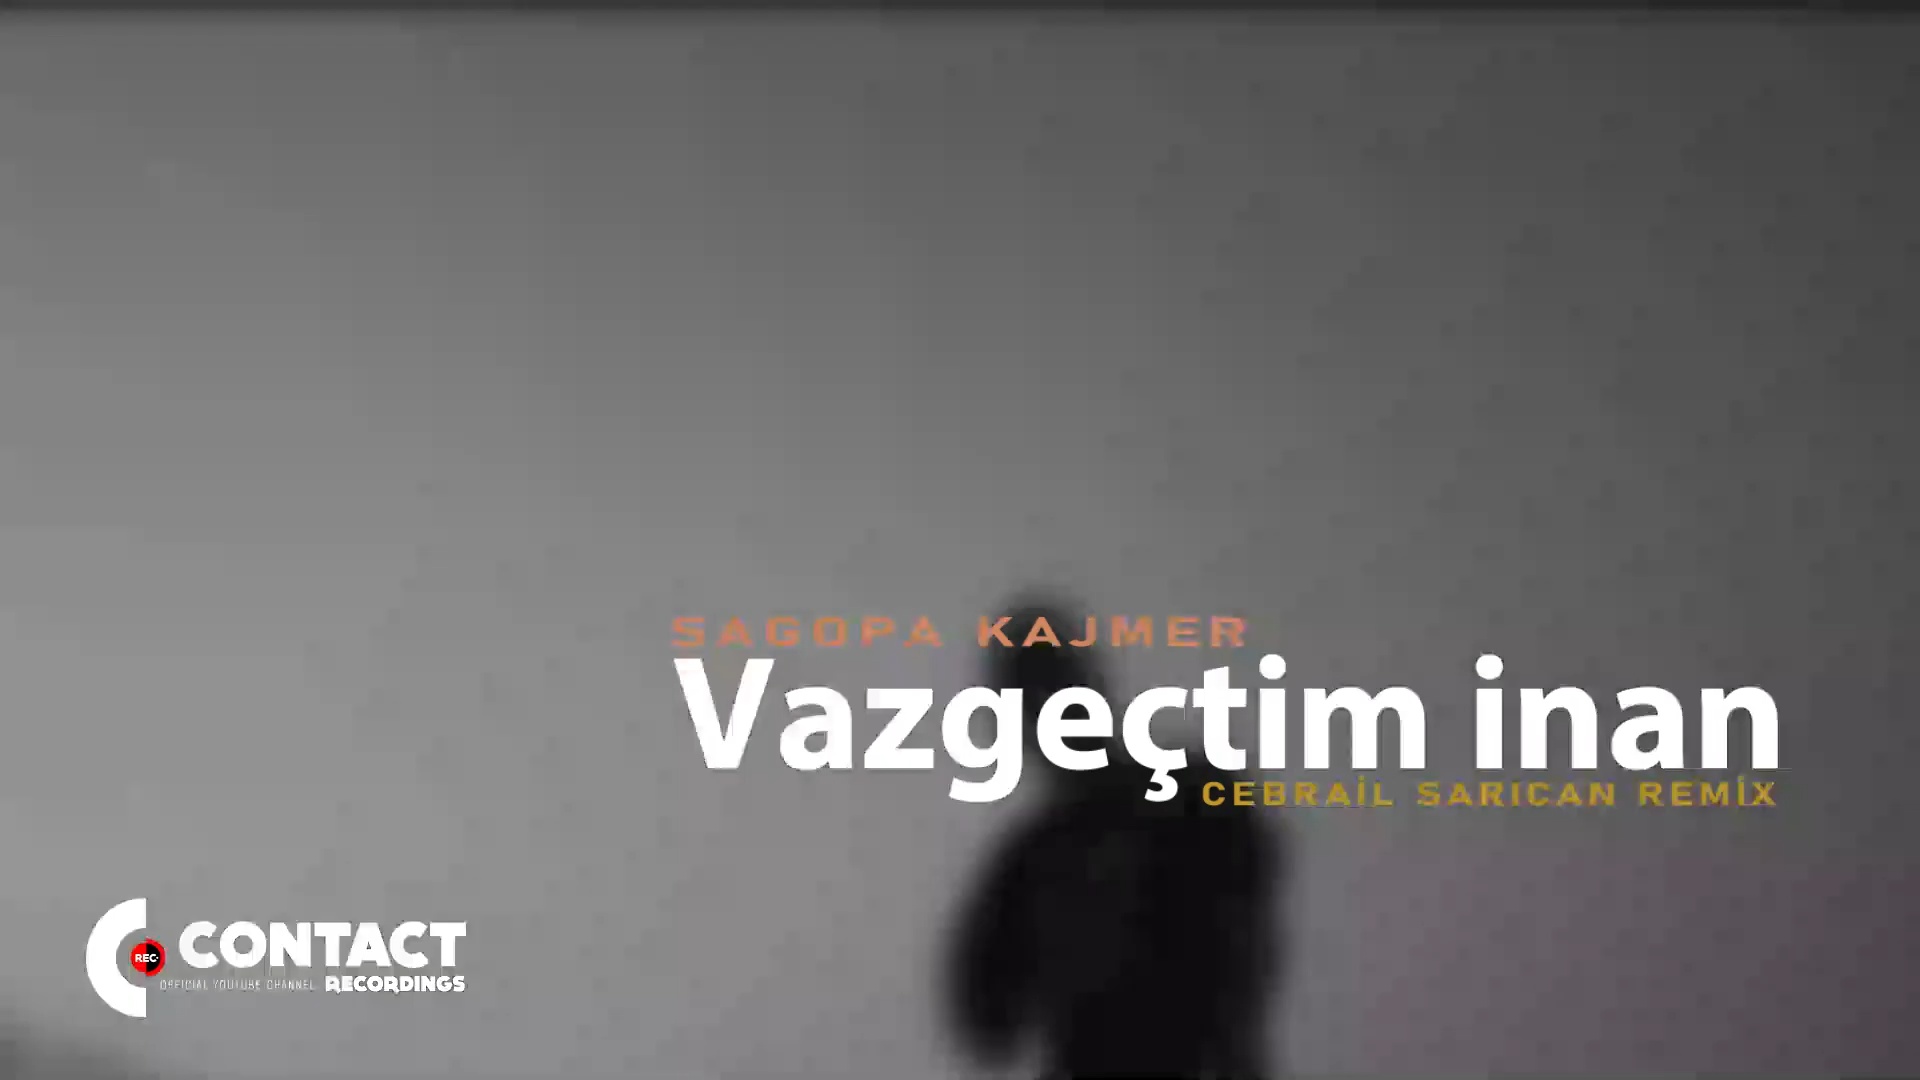 SAGOPA KAJMER
Vazgeçtim inan
CEBRAİL SARICAN REMİX
REC
CONTACT
OFFICIAL YOUTUBE CHANNEL RECORDINGS